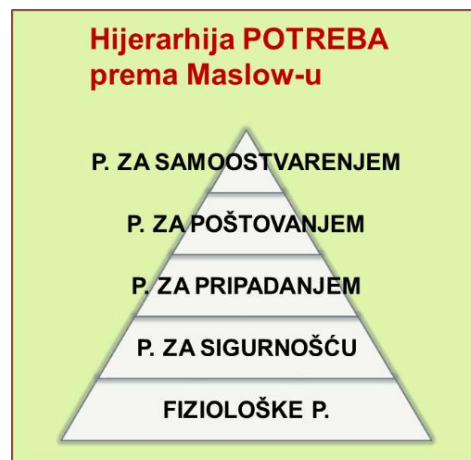 Hijerarhija POTREBA
prema Maslow-u
P. ZA SAMOOSTVARENJEM
P. ZA POŠTOVANJEM
P. ZA PRIPADANJEM
P. ZA SIGURNOŠĆU
FIZIOLOŠKE P.